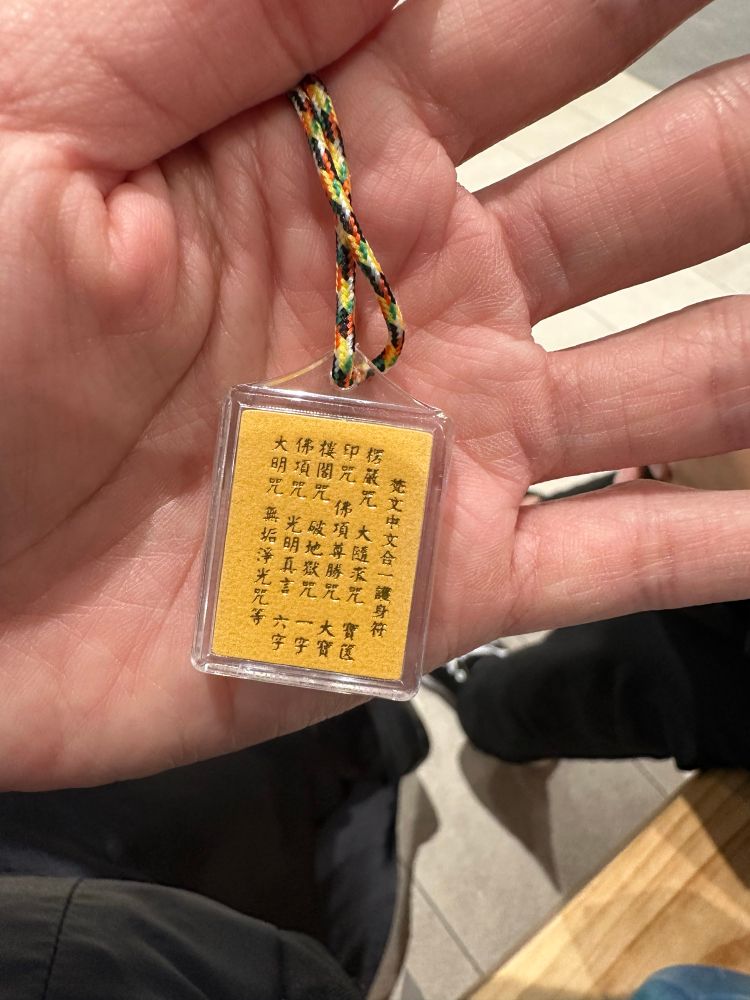 梵文中文合一護身符
楞嚴咒 大隨求咒 寶篋
印咒 佛頂尊勝咒 大寶
樓閣咒 破地獄咒 一字
佛頂咒 光明真言 六字
大明咒 無垢淨光咒等